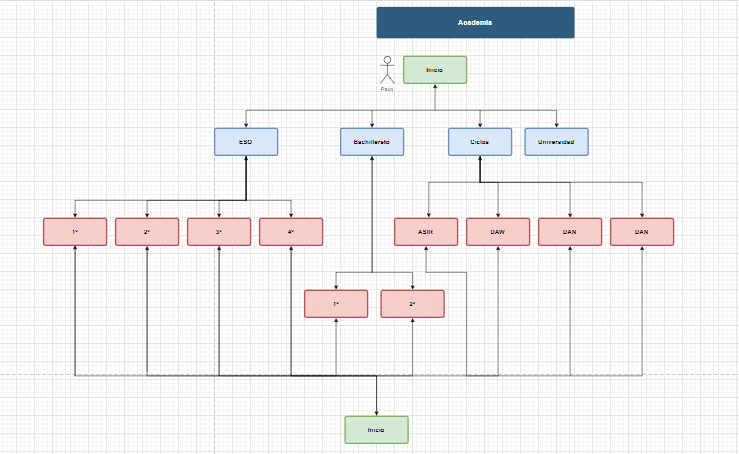 Academia
Inicio
Paco
ESO
Bachillerato
Ciclos
Universidad
1º
2º
3º
4º
ASIR
DAW
DAN
DAN
1º
2º
Inicio